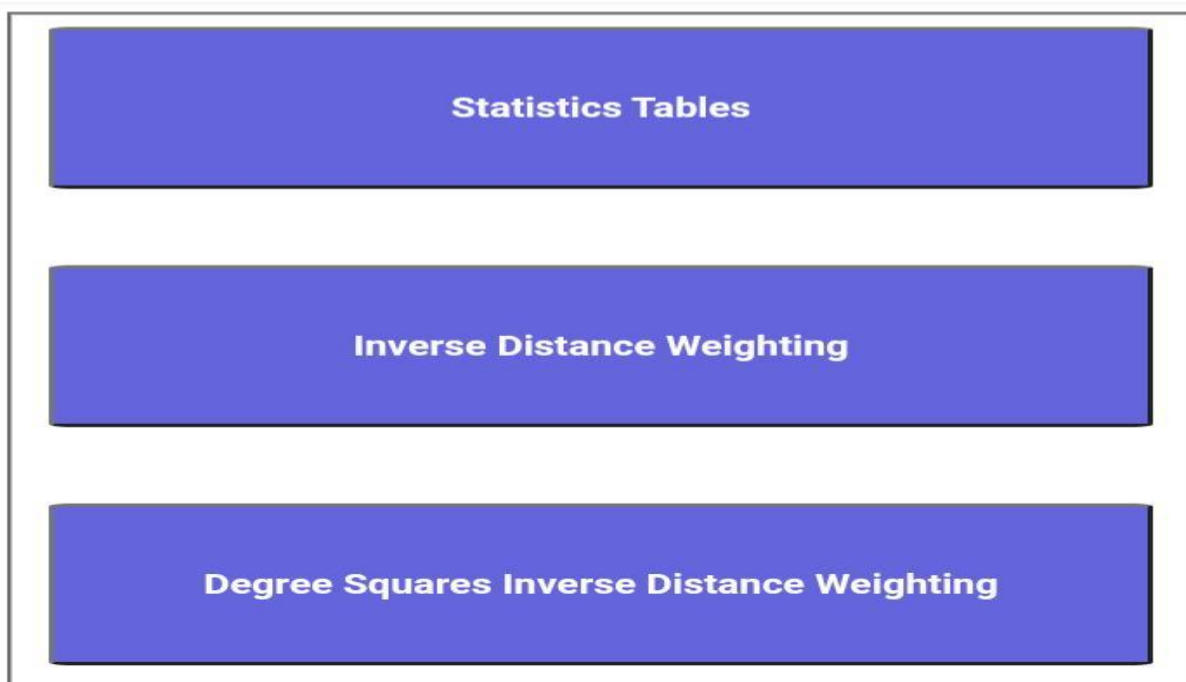 Statistics Tables
Inverse Distance Weighting
Degree Squares Inverse Distance Weighting